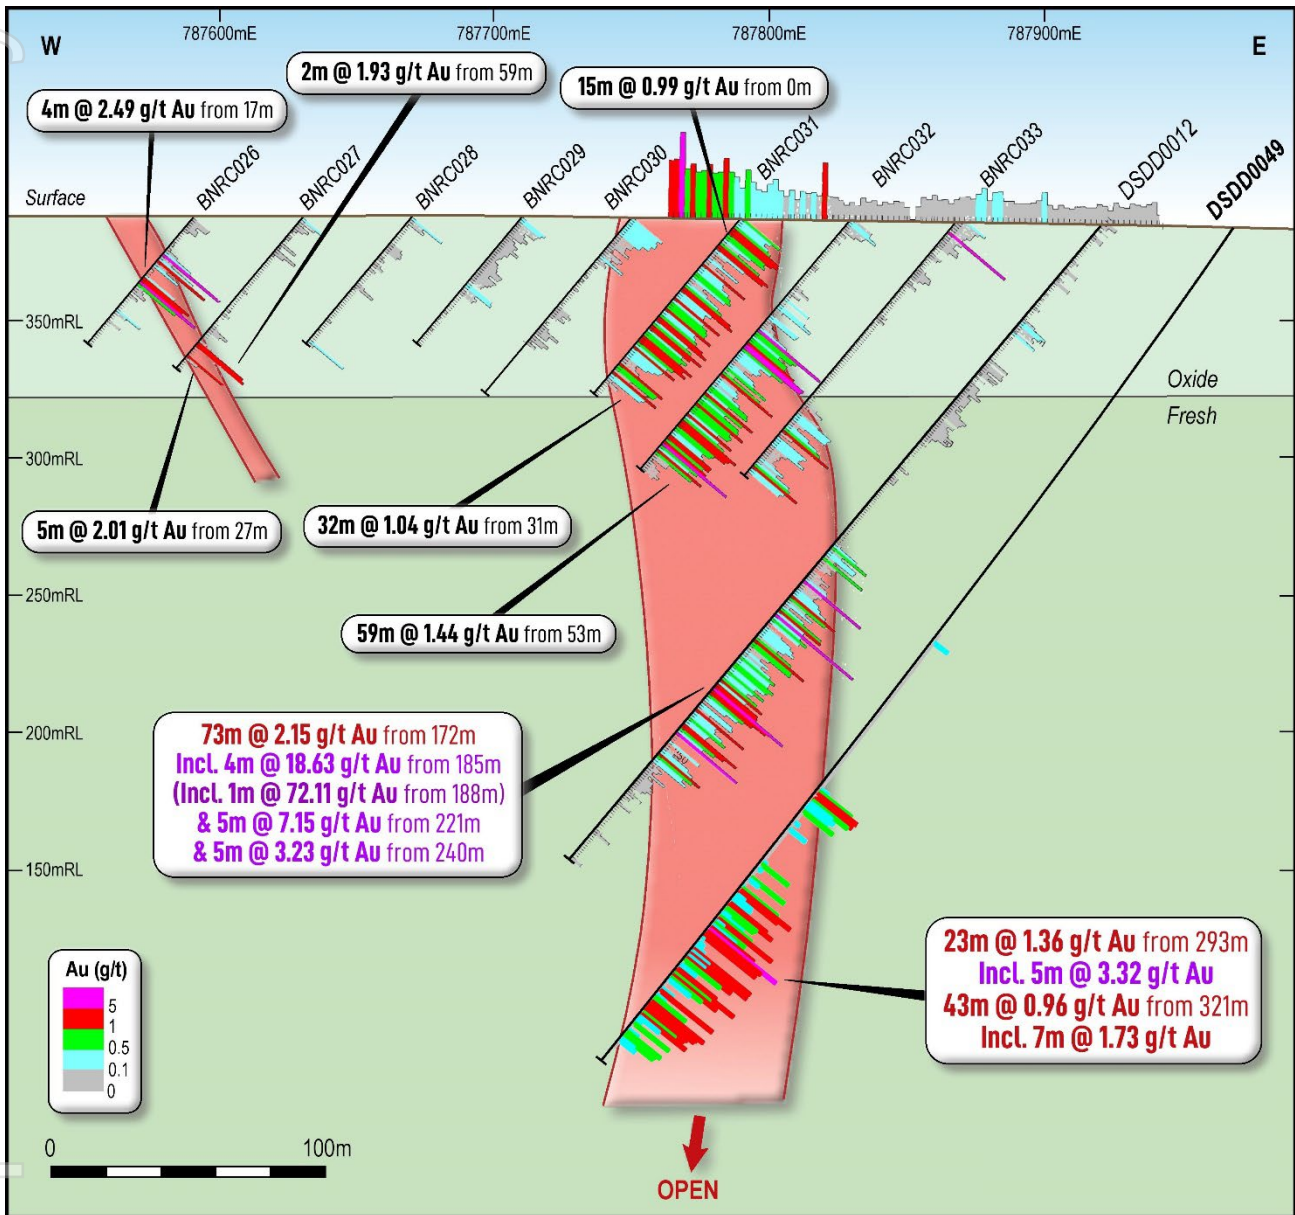 787600mE
787700mE
787800mE
787900mE
W
E
2m @ 1.93 g/t Au from 59m
15m @ 0.99 g/t Au from 0m
4m @ 2.49 g/t Au from 17m
BNRC026
BNRC027
BNRC028
BNRC029
BNRC030
BNRC031
BNRC032
BNRC033
DSDD0012
DSDD0049
Surface
350mRL
Oxide
Fresh
300mRL
5m @ 2.01 g/t Au from 27m
32m @ 1.04 g/t Au from 31m
250mRL
59m @ 1.44 g/t Au from 53m
200mRL
73m @ 2.15 g/t Au from 172m
Incl. 4m @ 18.63 g/t Au from 185m
(Incl. 1m @ 72.11 g/t Au from 188m)
& 5m @ 7.15 g/t Au from 221m
& 5m @ 3.23 g/t Au from 240m
150mRL
23m @ 1.36 g/t Au from 293m
Incl. 5m @ 3.32 g/t Au
43m @ 0.96 g/t Au from 321m
Incl. 7m @ 1.73 g/t Au
Au (g/t)
5
1
0.5
0.1
0
0
100m
OPEN